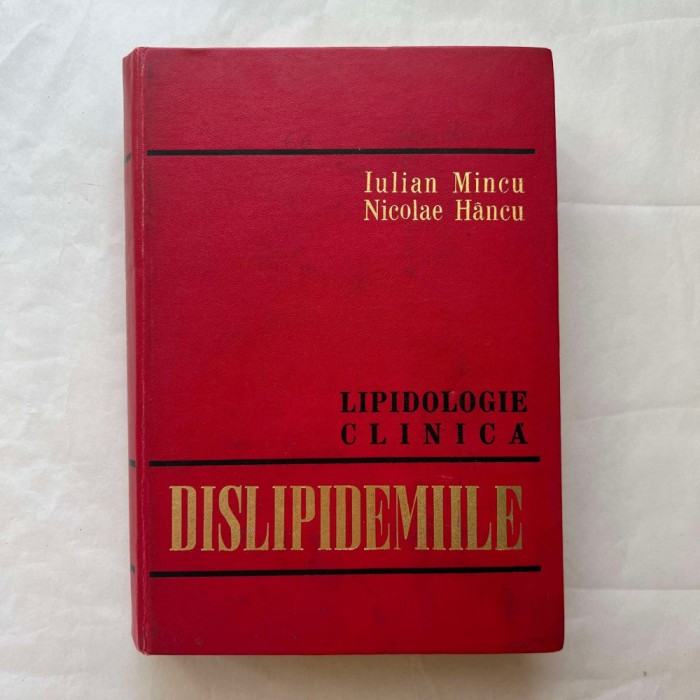 Iulian Mincu
Nicolae Hâncu
LIPIDOLOGIE
CLINICĂ
DISLIPIDEMIILE